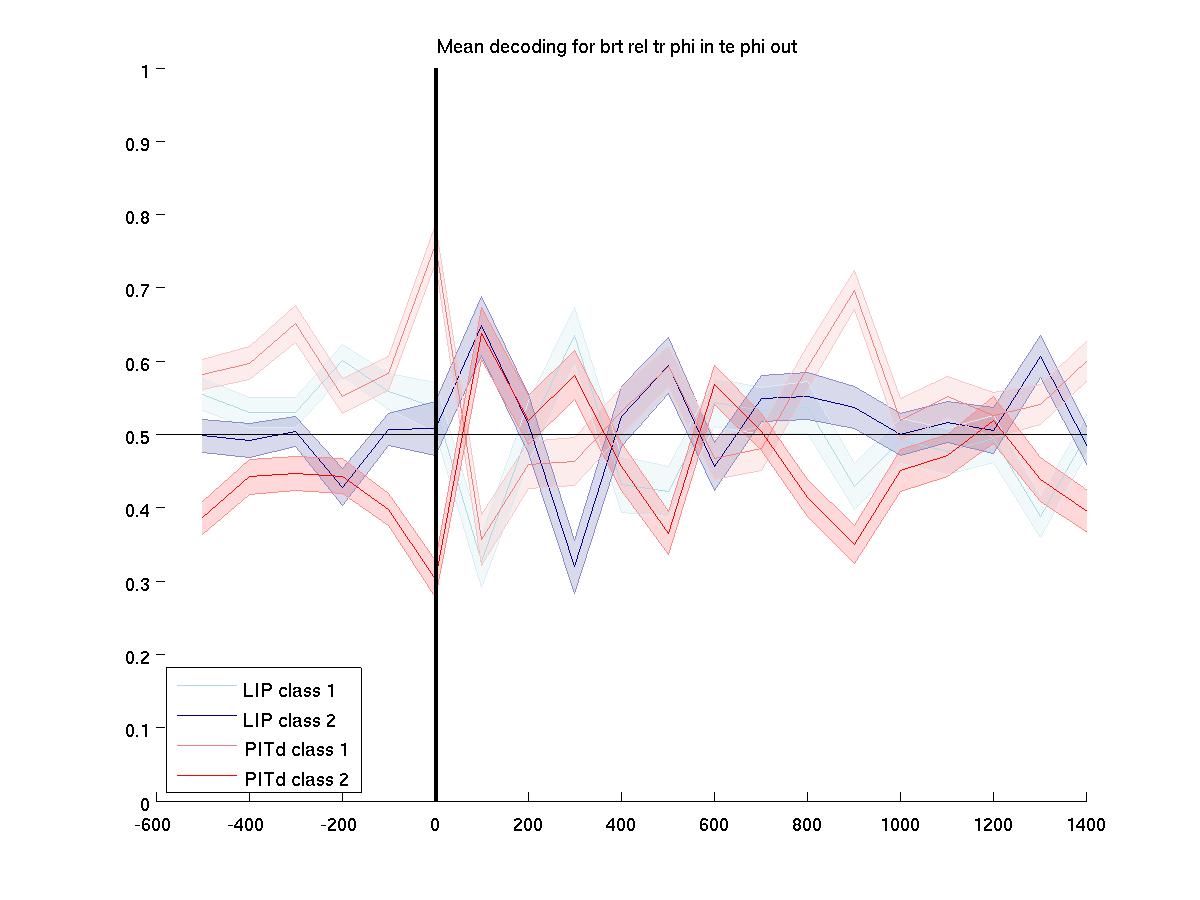 Mean decoding for brt rel tr phi in te phi out
1
0.9
0.8
0.7
0.6
0.5
0.4
0.3
0.2
0.1
0
LIP class 1
LIP class 2
PITd class 1
PITd class 2
-600 -400 -200 0 200 400 600 800 1000 1200 1400